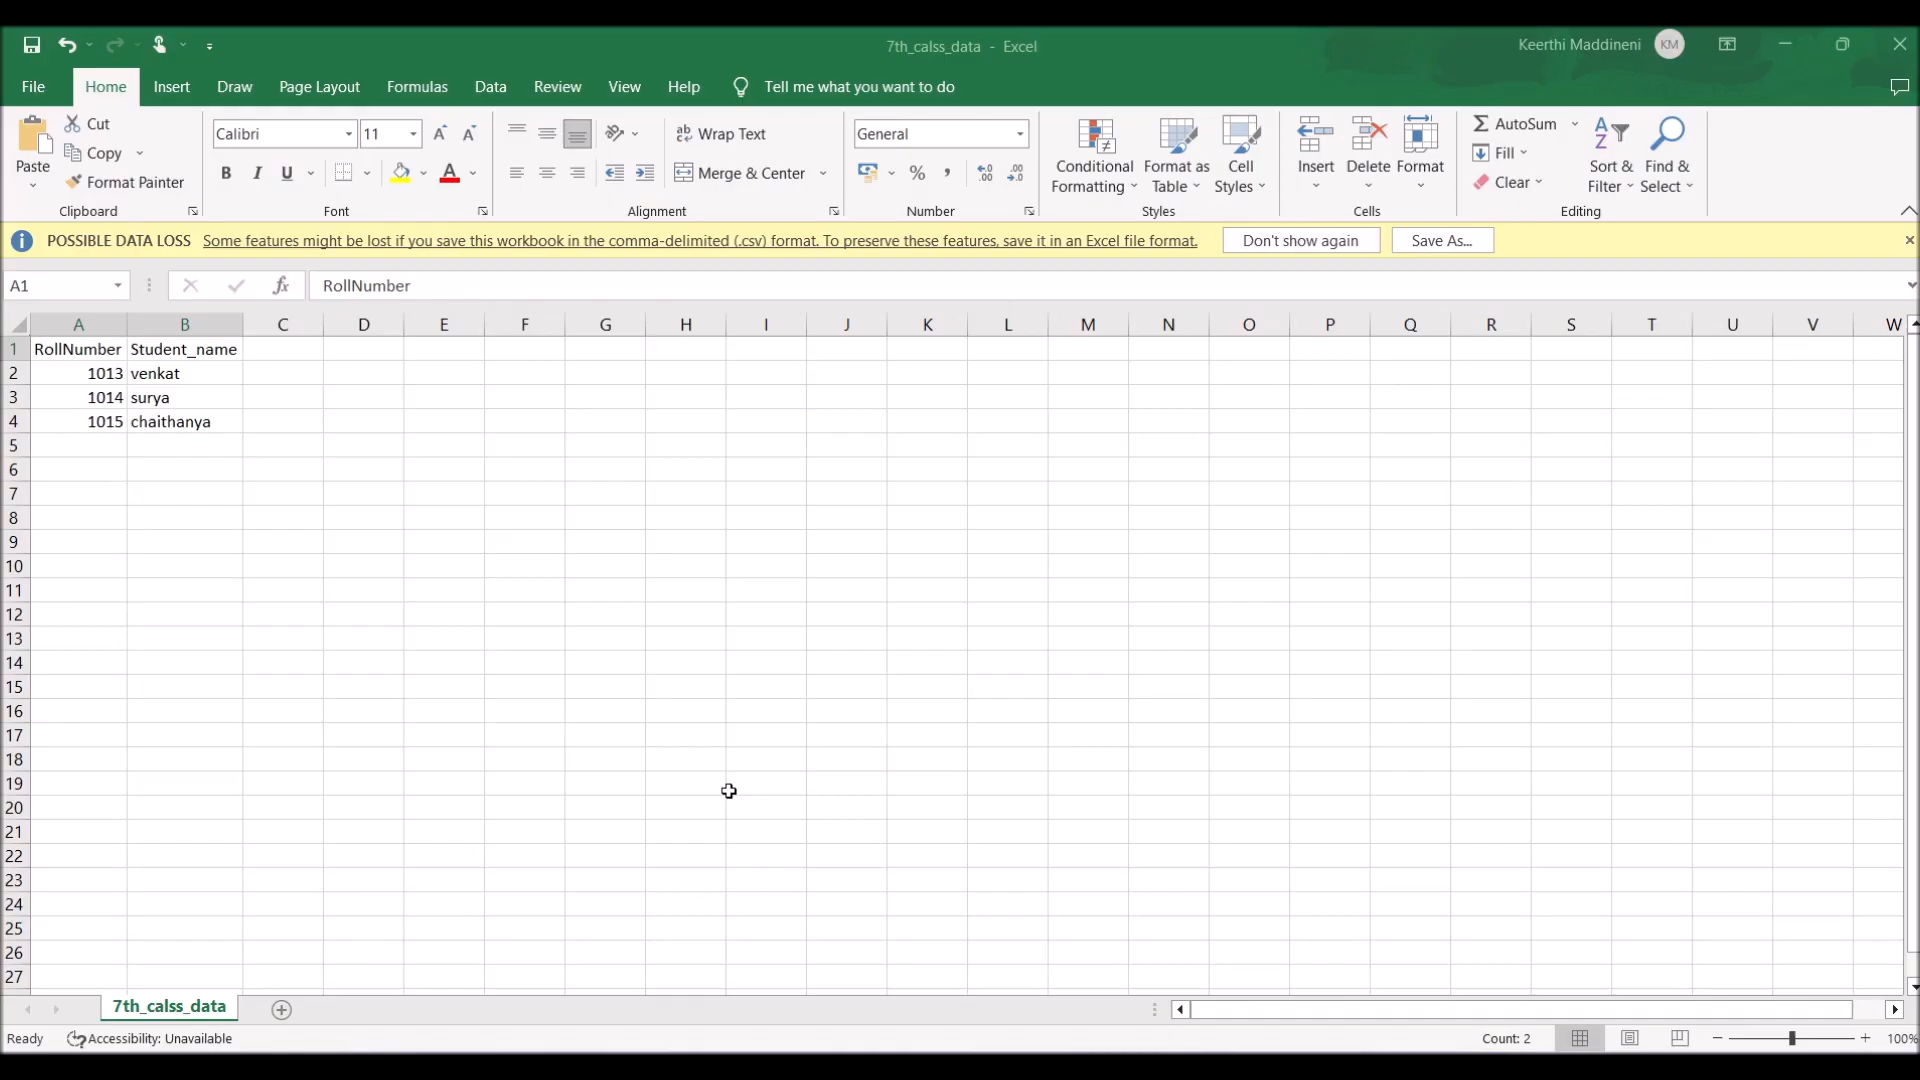 7th_calss_data - Excel
Keerthi Maddineni KM
File Home Insert Draw Page Layout Formulas Data Review View Help Tell me what you want to do
Paste
Cut
Copy
Format Painter
Clipboard
Calibri 11
B I U
Font
Wrap Text
Merge & Center
Alignment
General
Number
Conditional Formatting
Format as Table
Cell Styles
Styles
Insert Delete Format
Cells
AutoSum
Fill
Clear
Sort & Filter
Find & Select
Editing
POSSIBLE DATA LOSS Some features might be lost if you save this workbook in the comma-delimited (.csv) format. To preserve these features, save it in an Excel file format. Don't show again Save As...
A1 fx RollNumber
A B C D E F G H I J K L M N O P Q R S T U V W
1 RollNumber Student_name
2 1013 venkat
3 1014 surya
4 1015 chaithanya
5
6
7
8
9
10
11
12
13
14
15
16
17
18
19
20
21
22
23
24
25
26
27
7th_calss_data
Ready Accessibility: Unavailable Count: 2 100%